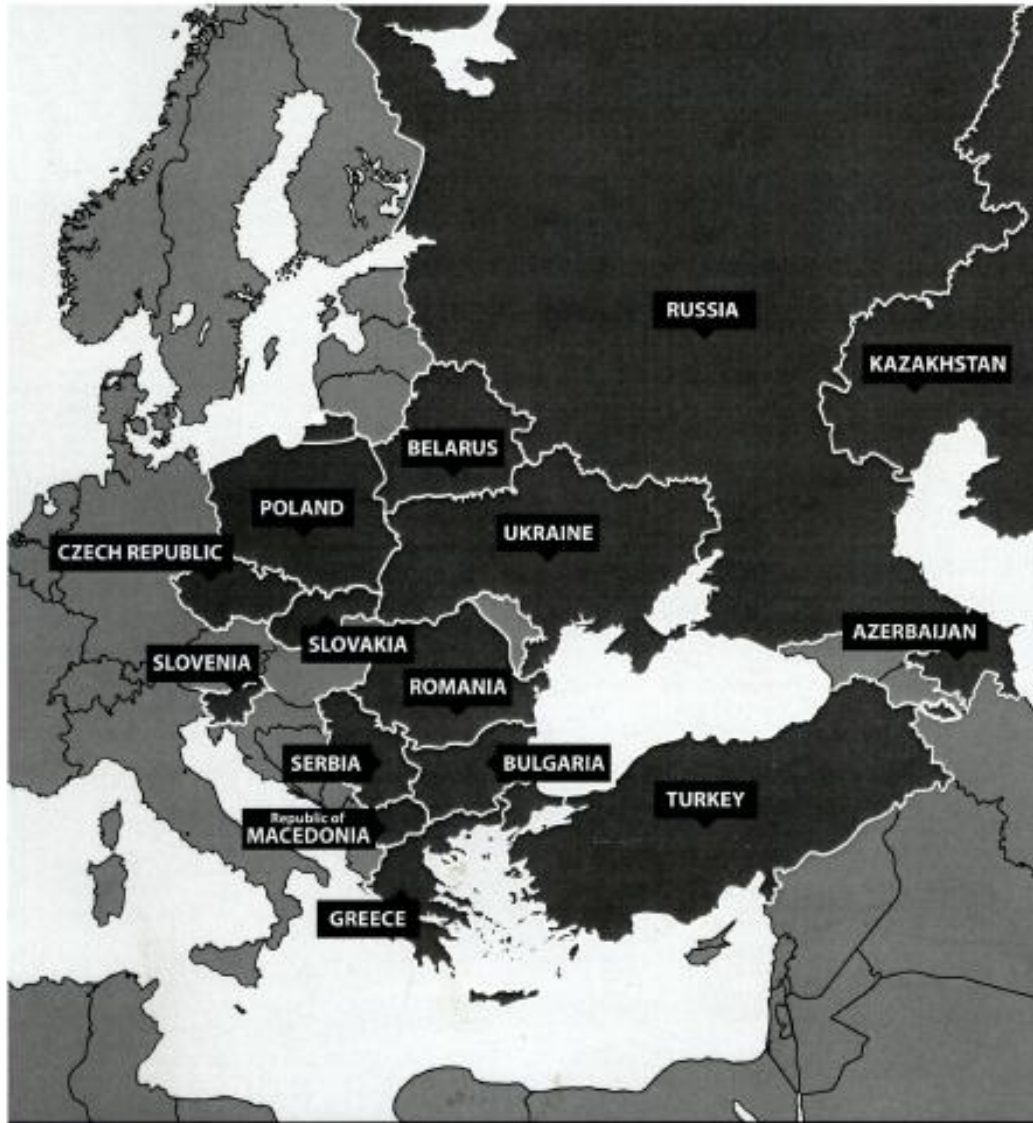 RUSSIA
KAZAKHSTAN
BELARUS
POLAND
UKRAINE
CZECH REPUBLIC
AZERBAIJAN
SLOVAKIA
SLOVENIA
ROMANIA
SERBIA
BULGARIA
TURKEY
Republic of
MACEDONIA
GREECE